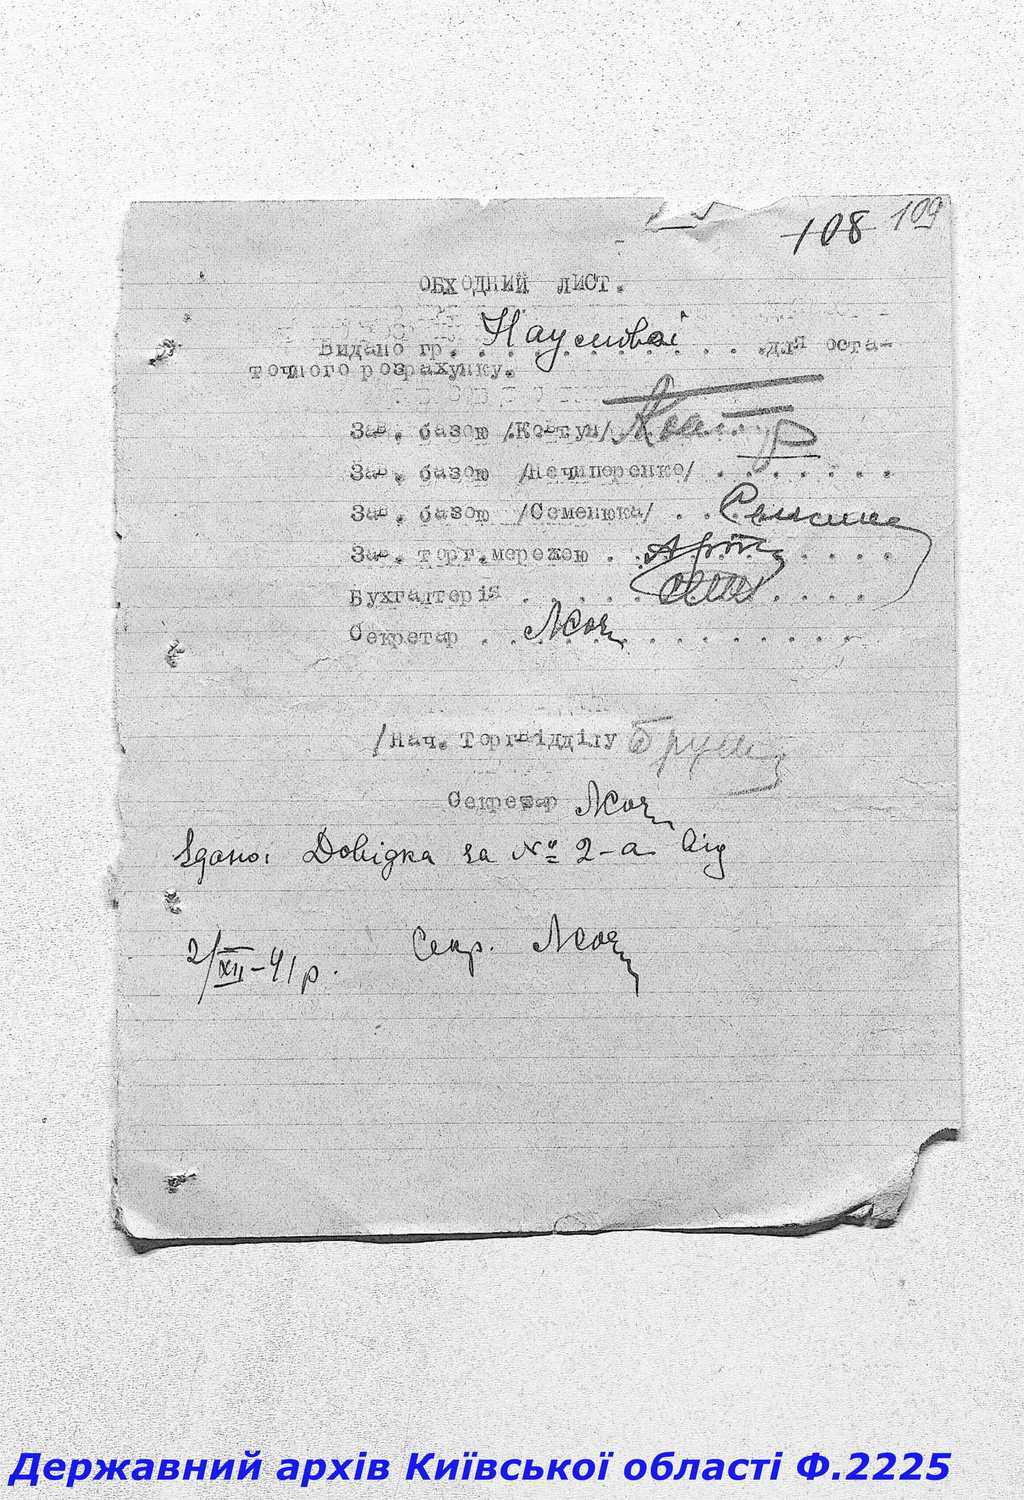 108 109
ОБХОДНИЙ ЛИСТ.
Видано гр. Наумової . . . . для оста-
точного розрахунку.
Зав. базою /Ковтун/
Зав. базою /Нечипоренко/ . . . . . . .
Зав. базою /Семенюка/ . .
Зав. торг.мережею . .
Бухгалтерія . . . .
Секретар . . . . . . . . . .
/Нач. Торгвідділу
Секретар
Здано: Довідка за № 2-а від
2/XII-41 р. Секр.
Державний архів Київської області Ф.2225